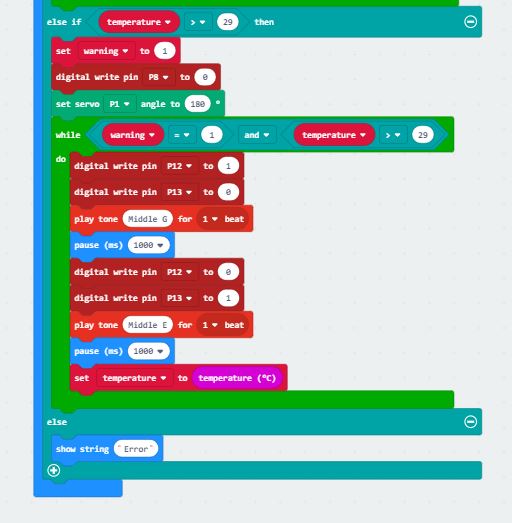 else if temperature > 29 then
set warning to 1
digital write pin P8 to 0
set servo P1 angle to 180 °
while warning = 1 and temperature > 29
do
digital write pin P12 to 1
digital write pin P13 to 0
play tone Middle G for 1 beat
pause (ms) 1000
digital write pin P12 to 0
digital write pin P13 to 1
play tone Middle E for 1 beat
pause (ms) 1000
set temperature to temperature (°C)
else
show string "Error"